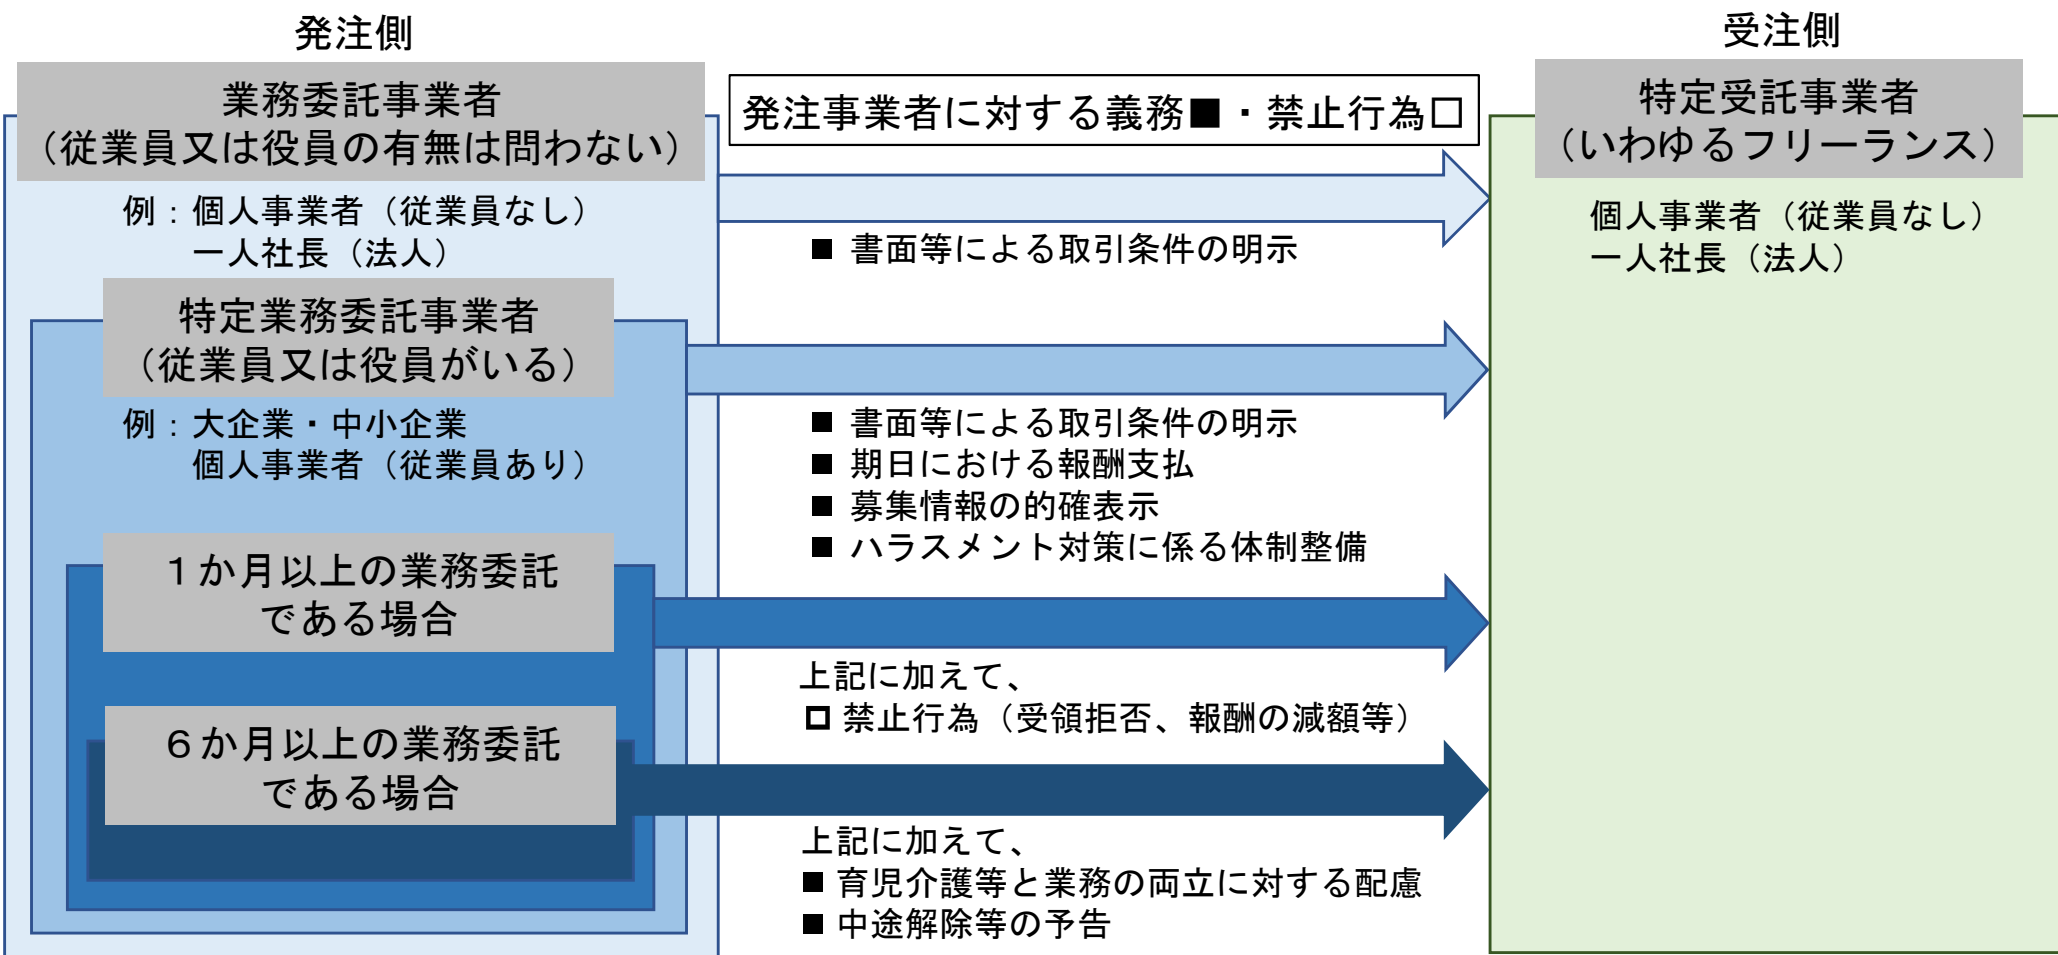 発注側
業務委託事業者
（従業員又は役員の有無は問わない）
例：個人事業者（従業員なし）
一人社長（法人）
特定業務委託事業者
（従業員又は役員がいる）
例：大企業・中小企業
個人事業者（従業員あり）
１か月以上の業務委託
である場合
６か月以上の業務委託
である場合
発注事業者に対する義務■・禁止行為□
■ 書面等による取引条件の明示
■ 書面等による取引条件の明示
■ 期日における報酬支払
■ 募集情報の的確表示
■ ハラスメント対策に係る体制整備
上記に加えて、
□ 禁止行為（受領拒否、報酬の減額等）
上記に加えて、
■ 育児介護等と業務の両立に対する配慮
■ 中途解除等の予告
受注側
特定受託事業者
（いわゆるフリーランス）
個人事業者（従業員なし）
一人社長（法人）